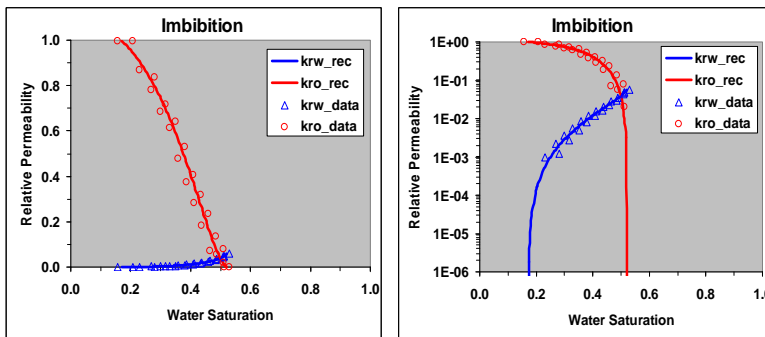 Imbibition
1.0
0.8
0.6
0.4
0.2
0.0
Relative Permeability
krw_rec
kro_rec
krw_data
kro_data
0.0 0.2 0.4 0.6 0.8 1.0
Water Saturation
Imbibition
1E+00
1E-01
1E-02
1E-03
1E-04
1E-05
1E-06
Relative Permeability
krw_rec
kro_rec
krw_data
kro_data
0.0 0.2 0.4 0.6 0.8 1.0
Water Saturation